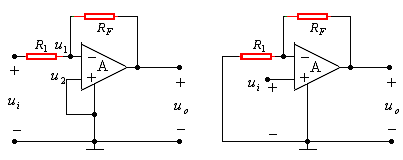 R_F R_F
R_1 u_1 R_1
− A − A
+ u_2 + + u_i + + +
u_i u_o u_o
− − − −